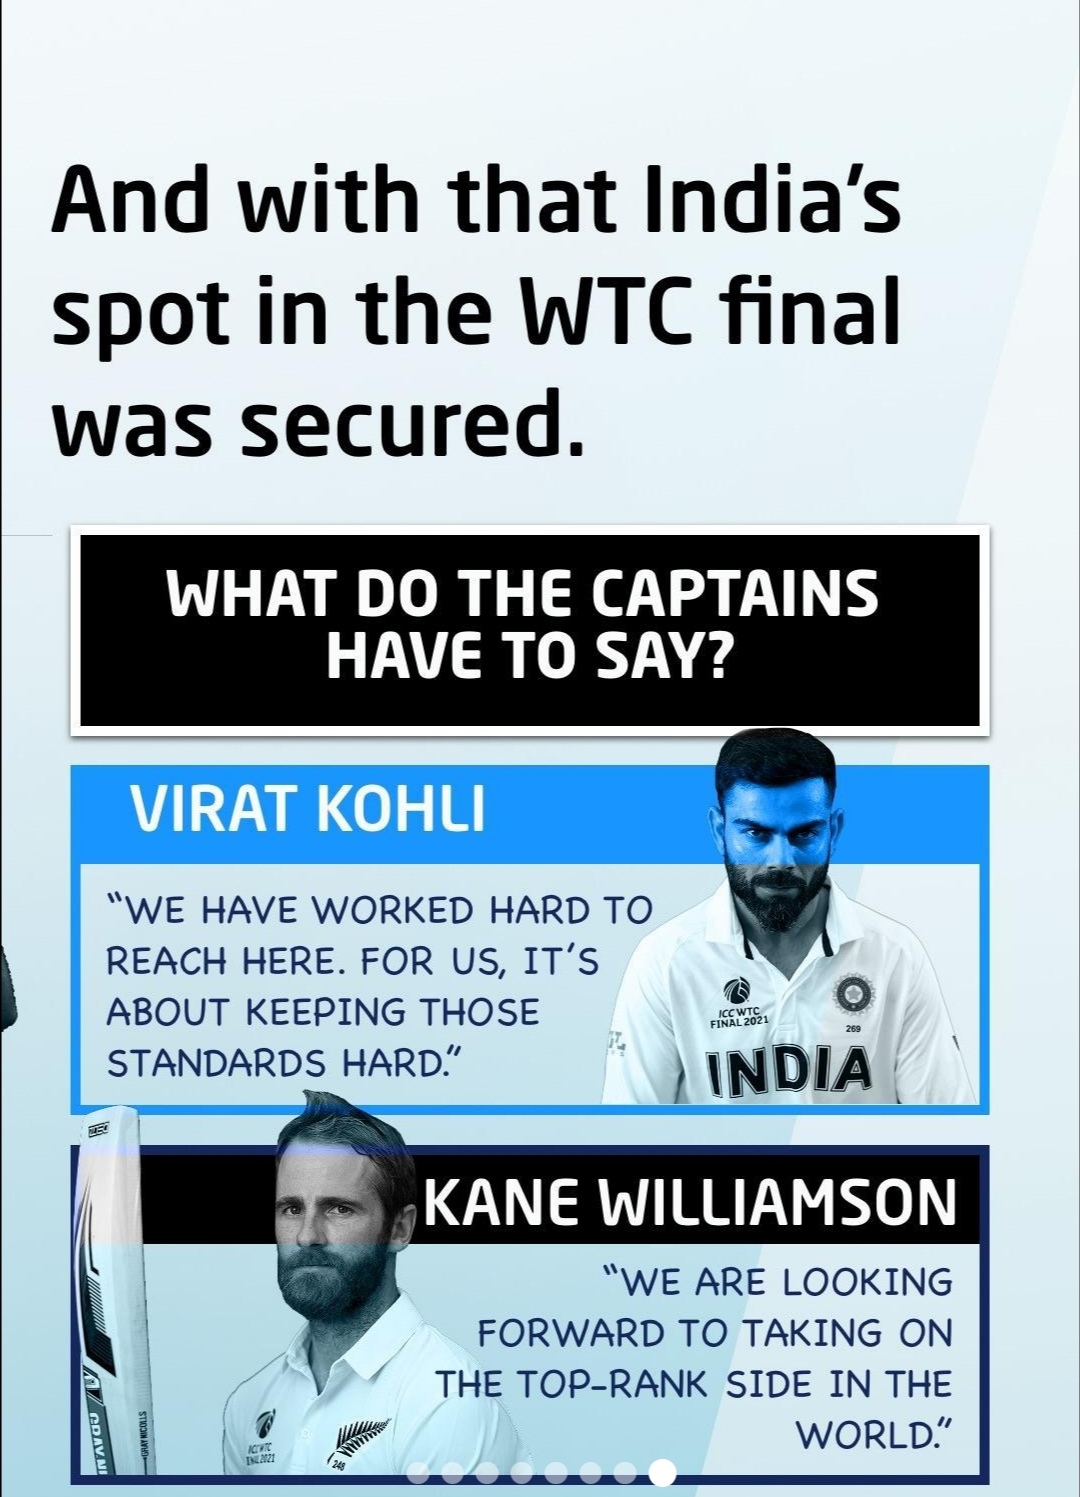 And with that India's
spot in the WTC final
was secured.
WHAT DO THE CAPTAINS
HAVE TO SAY?
VIRAT KOHLI
“WE HAVE WORKED HARD TO
REACH HERE. FOR US, IT'S
ABOUT KEEPING THOSE
STANDARDS HARD.”
ICC WTC
FINAL 2021
269
INDIA
KANE WILLIAMSON
“WE ARE LOOKING
FORWARD TO TAKING ON
THE TOP-RANK SIDE IN THE
WORLD.”
ICC WTC
FINAL 2021
248
GRAY-NICOLLS